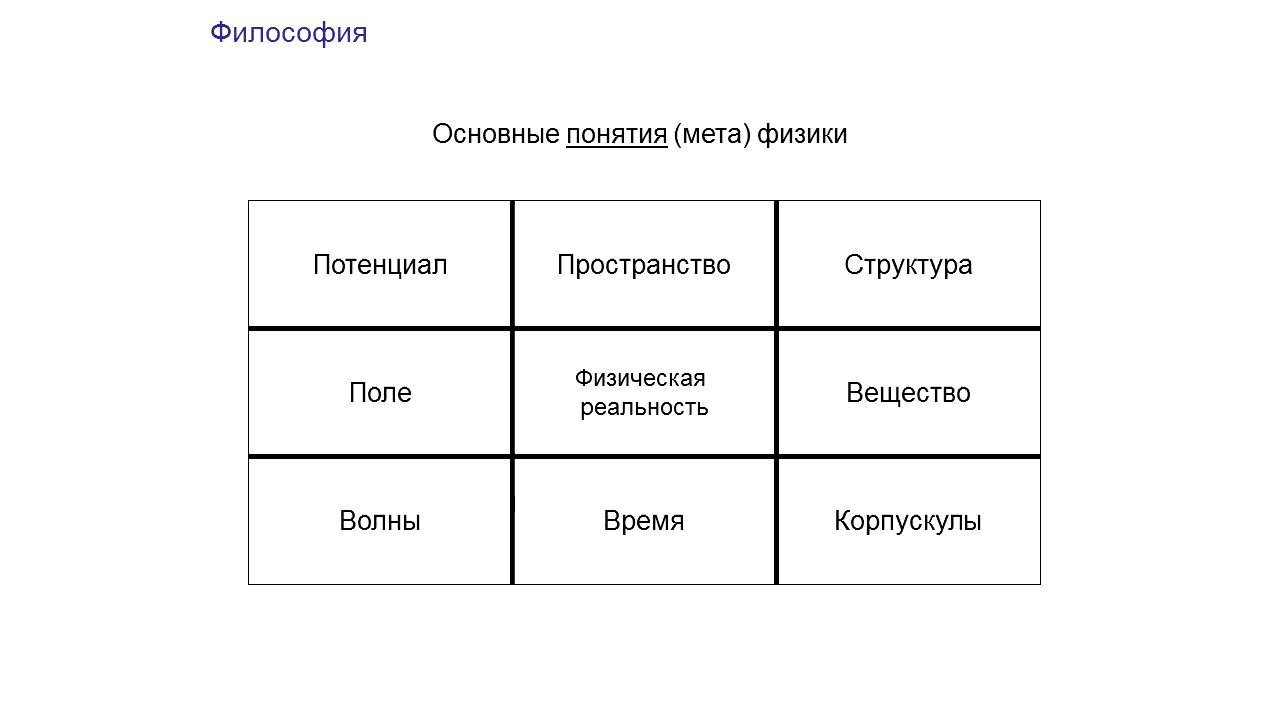 Философия
Основные понятия (мета) физики
Потенциал
Пространство
Структура
Поле
Физическая
реальность
Вещество
Волны
Время
Корпускулы